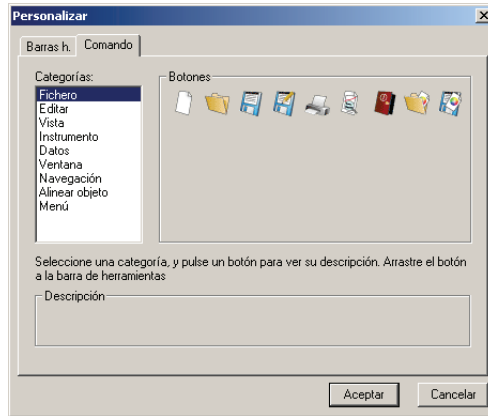 Personalizar
Barras h.
Comando
Categorías:
Botones
Fichero
Editar
Vista
Instrumento
Datos
Ventana
Navegación
Alinear objeto
Menú
Seleccione una categoría, y pulse un botón para ver su descripción. Arrastre el botón
a la barra de herramientas
Descripción
Aceptar
Cancelar